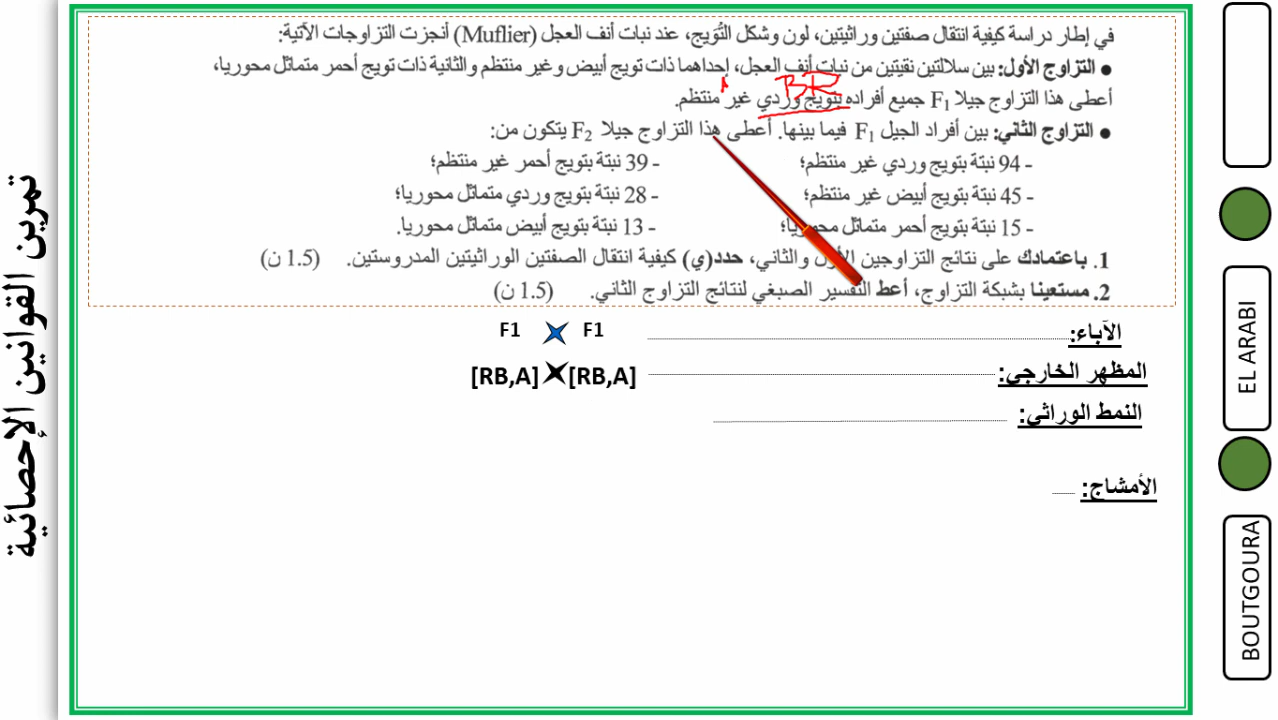 تمرين القوانين الإحصائية
في إطار دراسة كيفية انتقال صفتين وراثيتين، لون وشكل التُوَيج، عند نبات أنف العجل (Muflier) أنجزت التزاوجات الآتية:
● التزاوج الأول: بين سلالتين نقيتين من نبات أنف العجل، إحداهما ذات تويج أبيض وغير منتظم والثانية ذات تويج أحمر متماثل محوريا،
BR
أعطى هذا التزاوج جيلا F1 جميع أفراده بتويج وردي غير منتظم.
● التزاوج الثاني: بين أفراد الجيل F1 فيما بينها. أعطى هذا التزاوج جيلا F2 يتكون من:
- 94 نبتة بتويج وردي غير منتظم؛ - 39 نبتة بتويج أحمر غير منتظم؛
- 45 نبتة بتويج أبيض غير منتظم؛ - 28 نبتة بتويج وردي متماثل محوريا؛
- 15 نبتة بتويج أحمر متماثل محوريا؛ - 13 نبتة بتويج أبيض متماثل محوريا.
1. باعتمادك على نتائج التزاوجين الأول والثاني، حدد(ي) كيفية انتقال الصفتين الوراثيتين المدروستين. (1.5 ن)
2. مستعينا بشبكة التزاوج، أعط التفسير الصبغي لنتائج التزاوج الثاني. (1.5 ن)
الآباء: F1 F1
المظهر الخارجي: [RB,A] [RB,A]
النمط الوراثي:
الأمشاج:
EL ARABI
BOUTGOURA